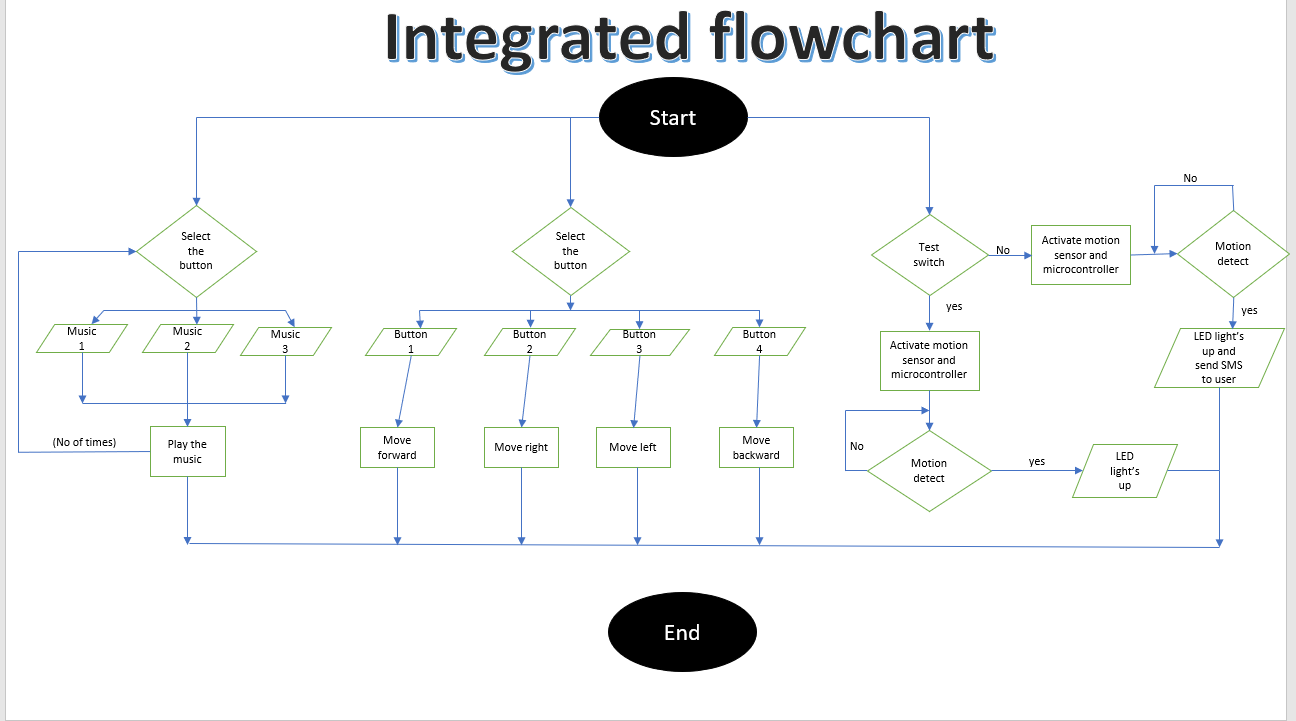 Integrated flowchart
Start
No
Select
the
button
Select
the
button
Test
switch
No
Activate motion
sensor and
microcontroller
Motion
detect
yes
yes
Music
1
Music
2
Music
3
Button
1
Button
2
Button
3
Button
4
Activate motion
sensor and
microcontroller
LED light's
up and
send SMS
to user
(No of times)
Play the
music
Move
forward
Move right
Move left
Move
backward
No
Motion
detect
yes
LED
light's
up
End